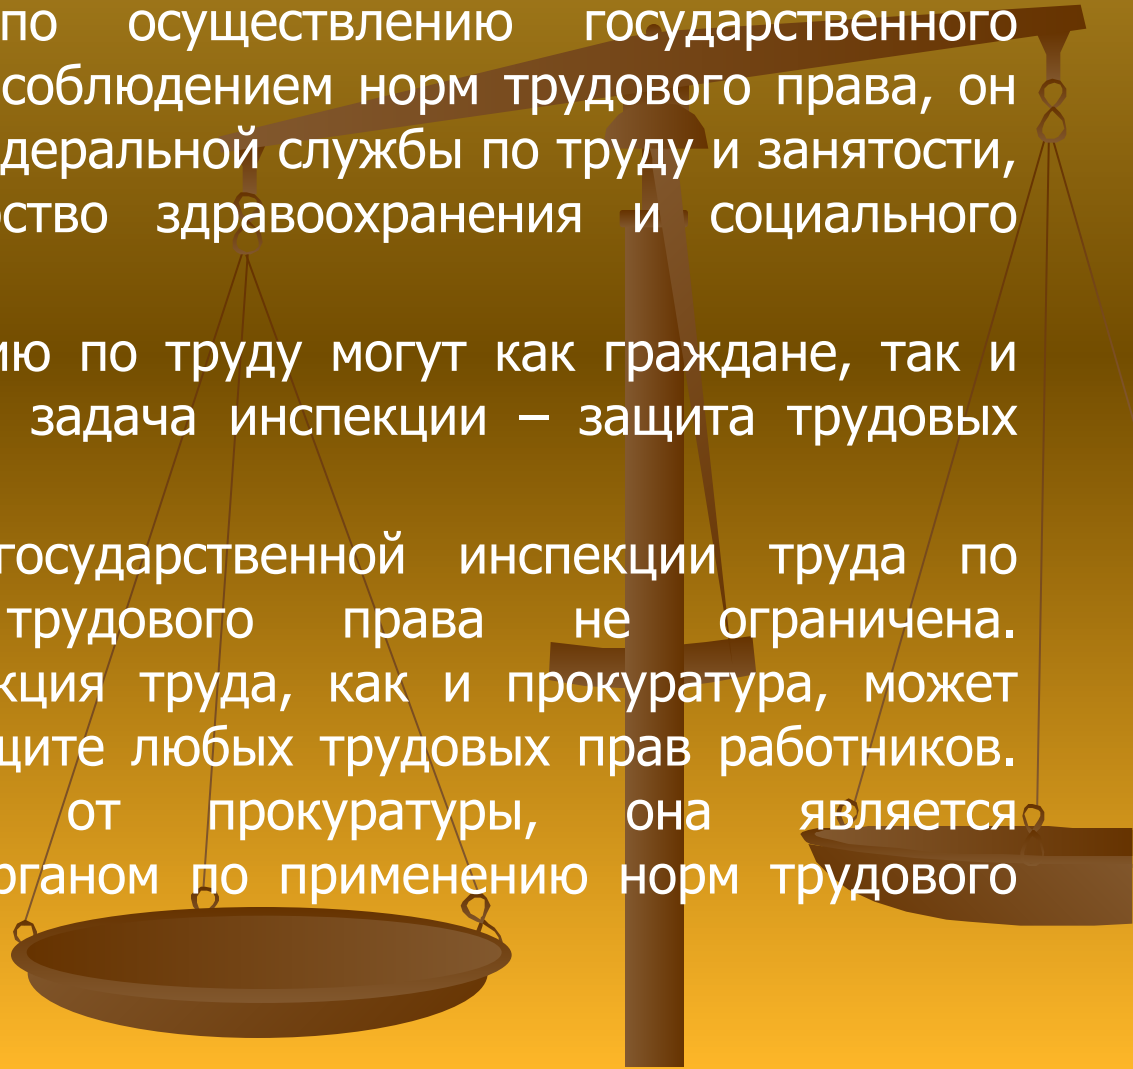 по осуществлению государственного
соблюдением норм трудового права, он
деральной службы по труду и занятости,
ство здравоохранения и социального
ию по труду могут как граждане, так и
задача инспекции – защита трудовых
государственной инспекции труда по
трудового права не ограничена.
кция труда, как и прокуратура, может
щите любых трудовых прав работников.
от прокуратуры, она является
рганом по применению норм трудового